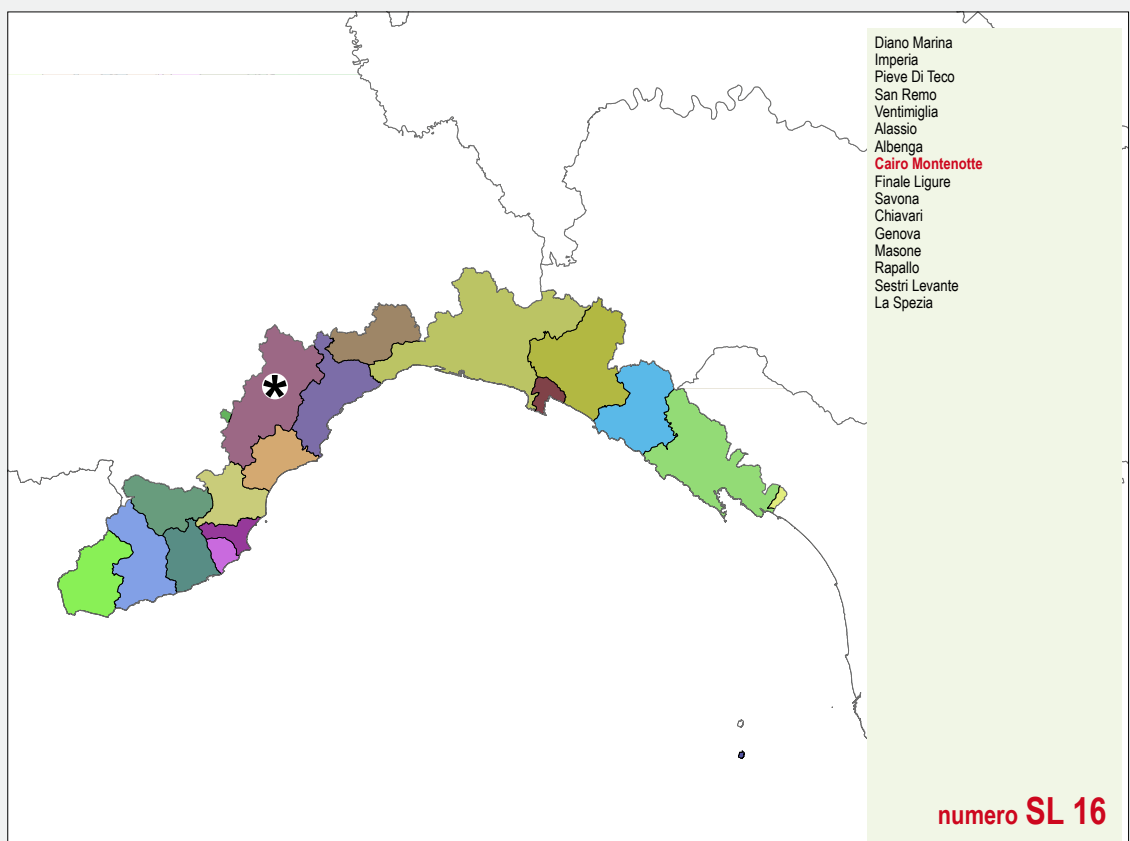 Diano Marina
Imperia
Pieve Di Teco
San Remo
Ventimiglia
Alassio
Albenga
Cairo Montenotte
Finale Ligure
Savona
Chiavari
Genova
Masone
Rapallo
Sestri Levante
La Spezia
numero SL 16